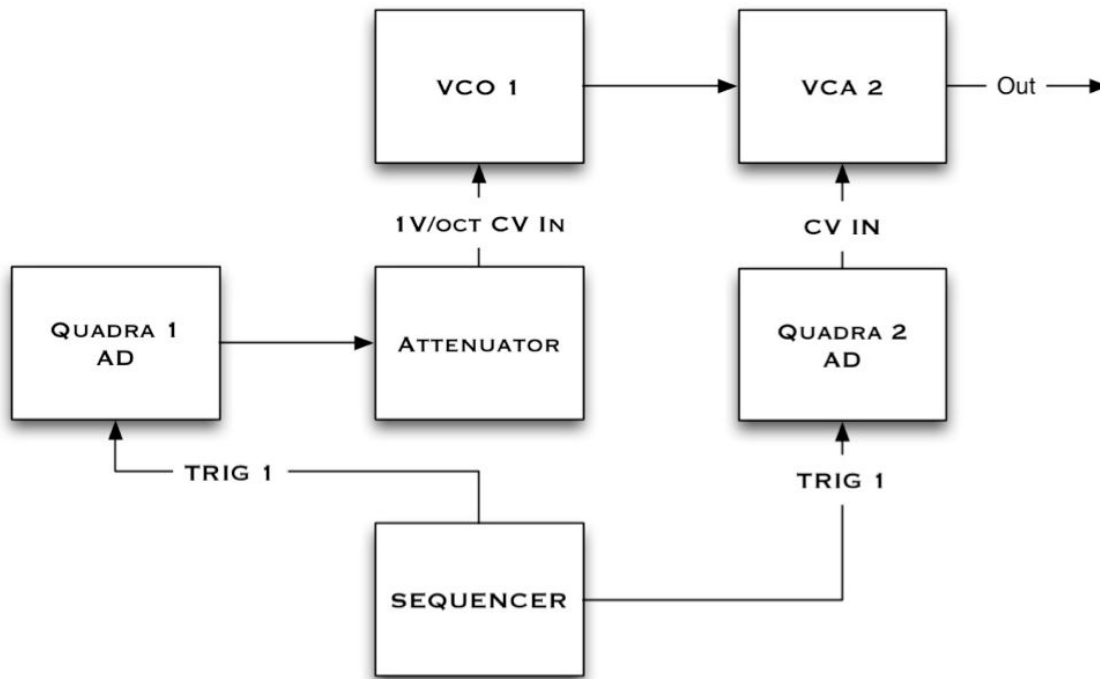 VCO 1
VCA 2
Out
1V/OCT CV IN
CV IN
QUADRA 1
AD
ATTENUATOR
QUADRA 2
AD
TRIG 1
TRIG 1
SEQUENCER